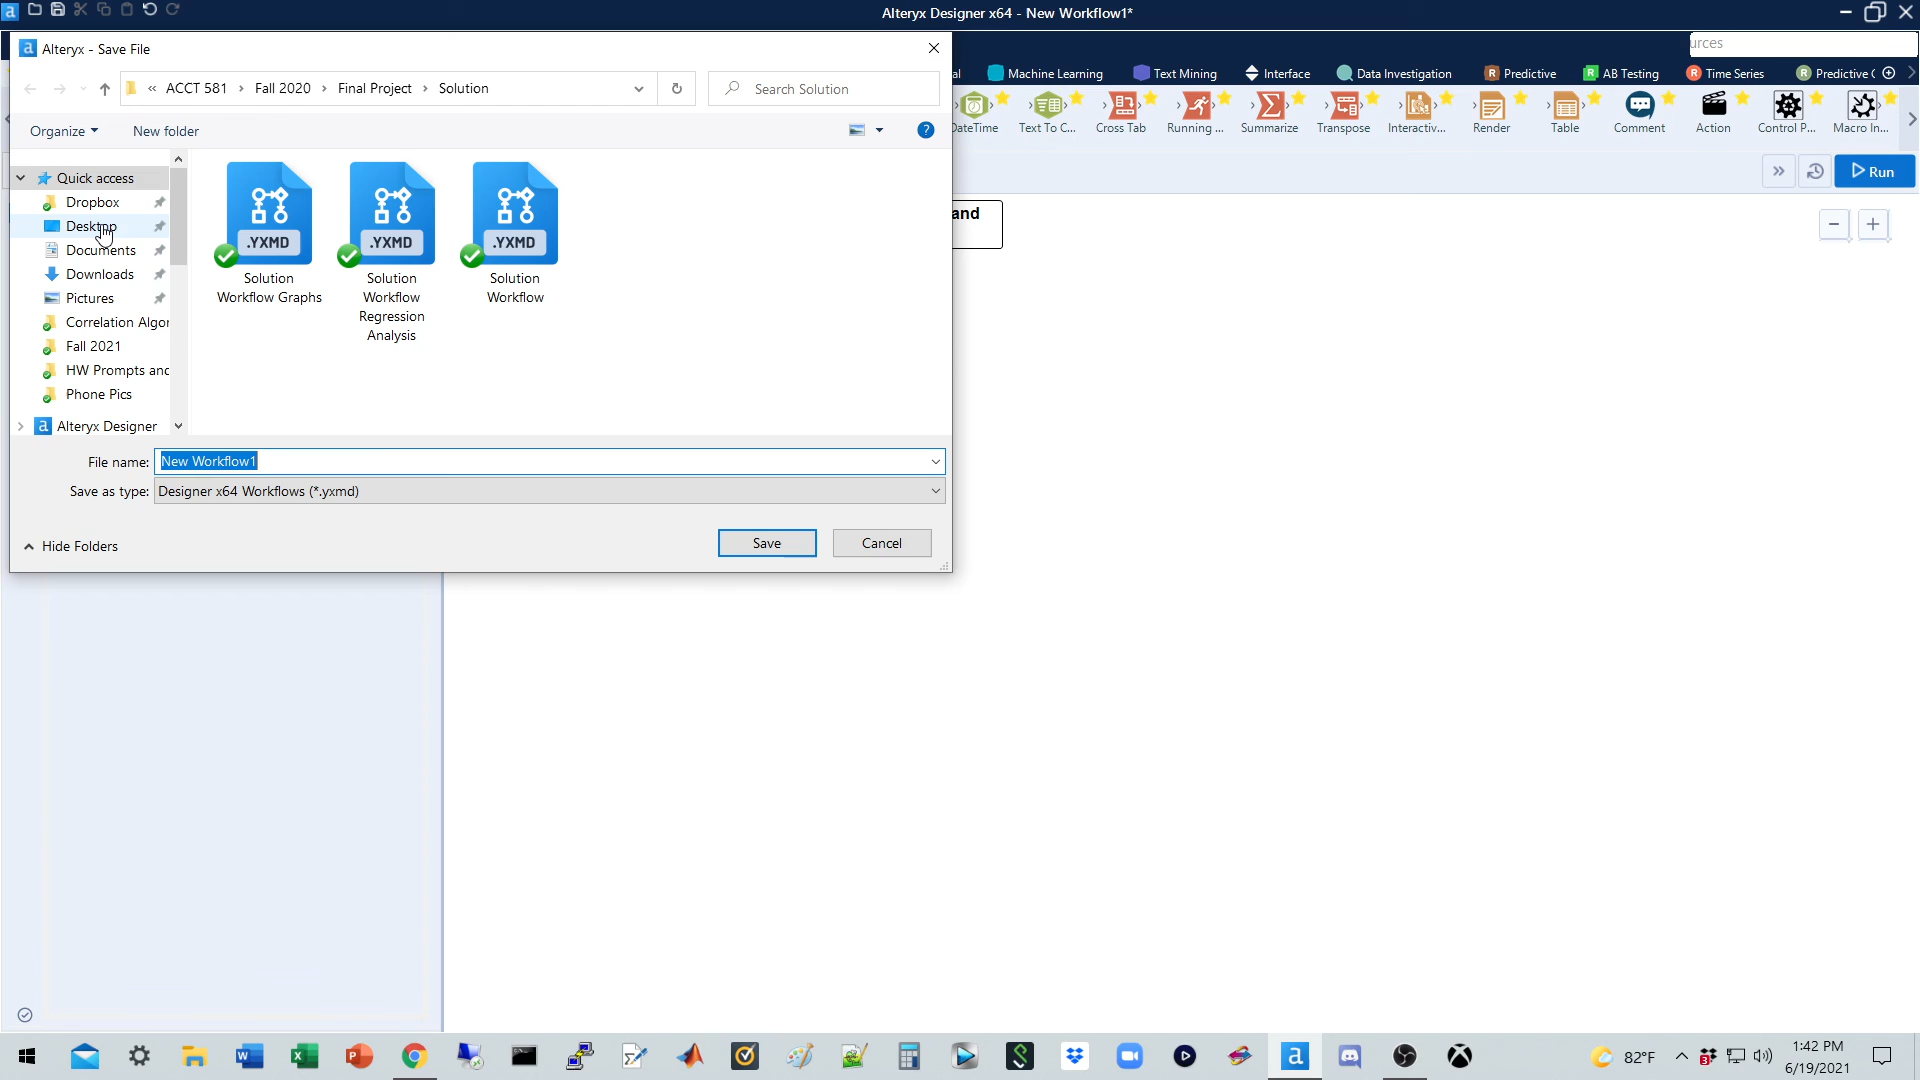 Alteryx Designer x64 - New Workflow1*
Alteryx - Save File
urces
« ACCT 581 › Fall 2020 › Final Project › Solution
Search Solution
al
Machine Learning
Text Mining
Interface
Data Investigation
Predictive
AB Testing
Time Series
Predictive (
DateTime
Text To C...
Cross Tab
Running ...
Summarize
Transpose
Interactiv...
Render
Table
Comment
Action
Control P...
Macro In...
Organize
New folder
Run
and
Quick access
Dropbox
Desktop
Documents
Downloads
Pictures
Correlation Algor
Fall 2021
HW Prompts and
Phone Pics
Alteryx Designer
.YXMD
Solution
Workflow Graphs
.YXMD
Solution
Workflow
Regression
Analysis
.YXMD
Solution
Workflow
File name: New Workflow1
Save as type: Designer x64 Workflows (*.yxmd)
Hide Folders
Save
Cancel
82°F
1:42 PM
6/19/2021